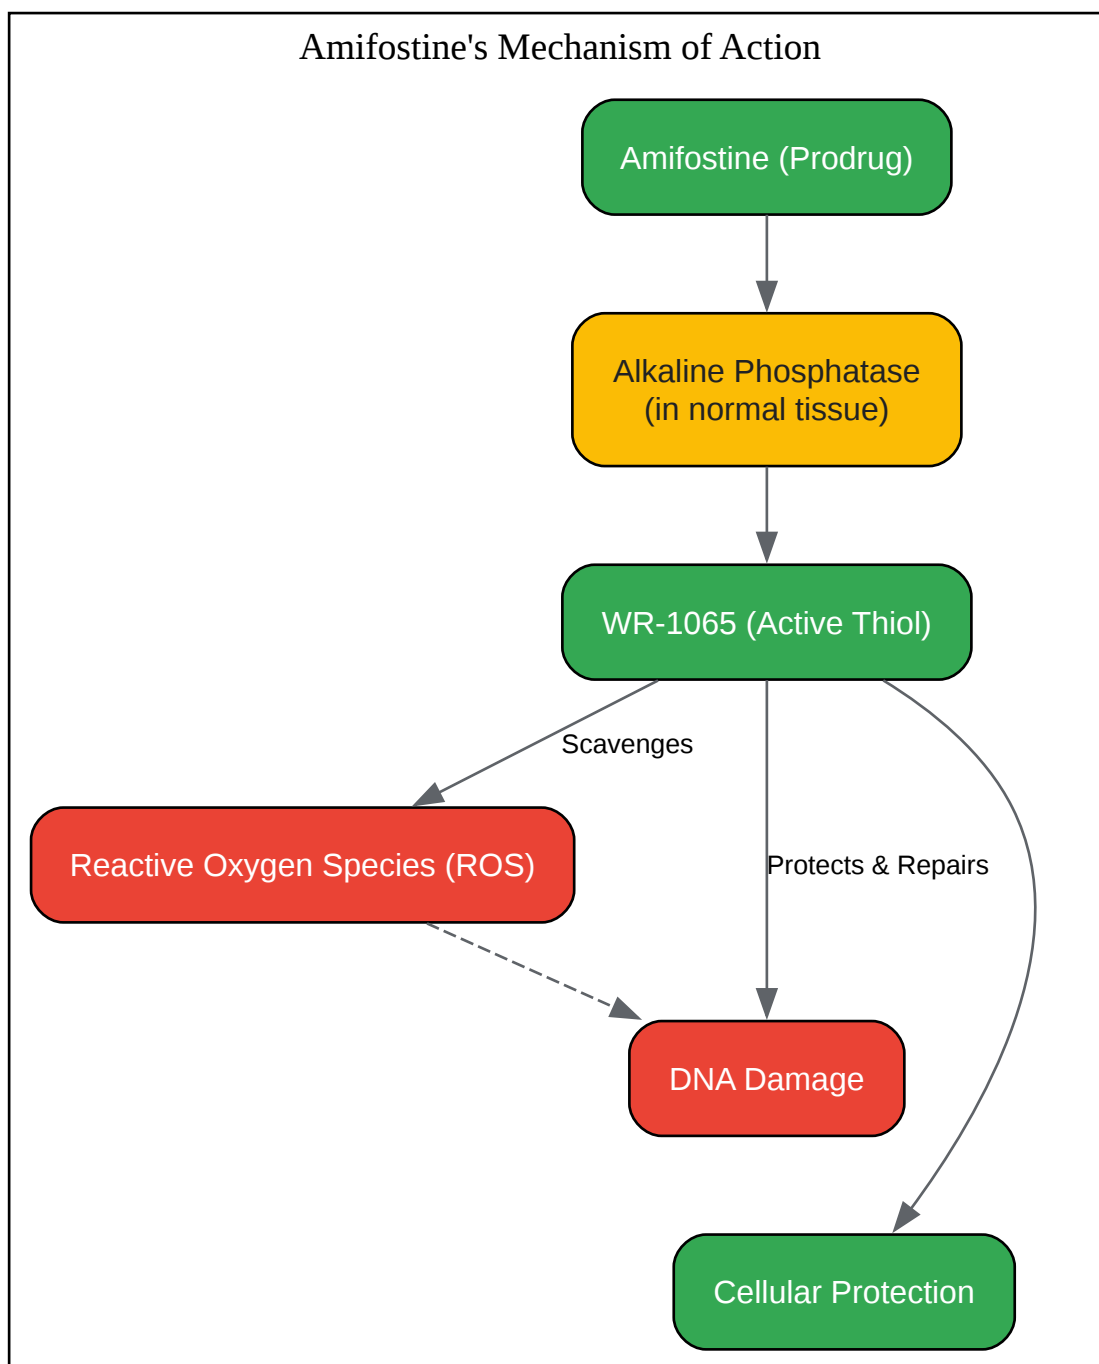 Amifostine's Mechanism of Action
Amifostine (Prodrug)
Alkaline Phosphatase
(in normal tissue)
WR-1065 (Active Thiol)
Scavenges
Reactive Oxygen Species (ROS)
Protects & Repairs
DNA Damage
Cellular Protection